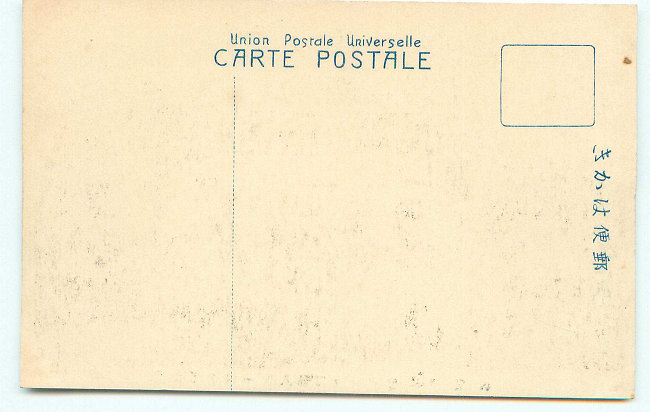 Union Postale Universelle
CARTE POSTALE
きかは便郵